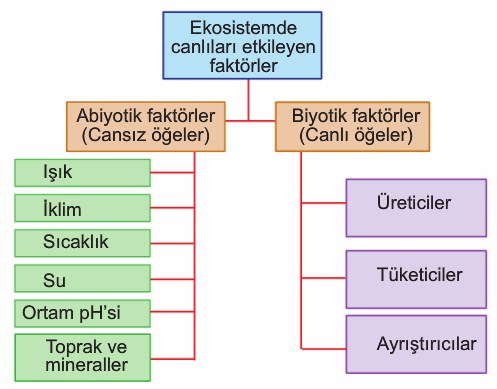 Ekosistemde
canlıları etkileyen
faktörler
Abiyotik faktörler
(Cansız öğeler)
Biyotik faktörler
(Canlı öğeler)
Işık
İklim
Sıcaklık
Su
Ortam pH'si
Toprak ve
mineraller
Üreticiler
Tüketiciler
Ayrıştırıcılar